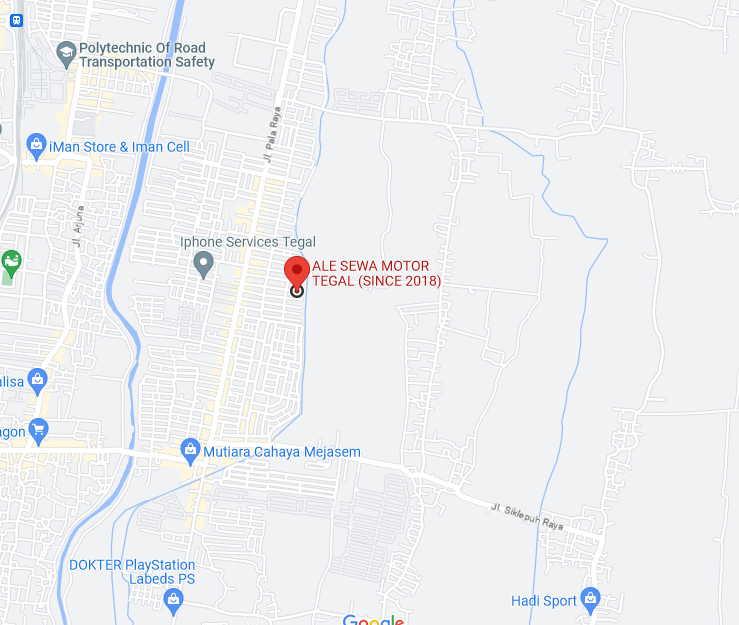 Polytechnic Of Road
Transportation Safety
Jl. Pala Raya
iMan Store & Iman Cell
Jl. Arjuna
Iphone Services Tegal
ALE SEWA MOTOR
TEGAL (SINCE 2018)
alisa
gon
Mutiara Cahaya Mejasem
Jl. Siklepuh Raya
DOKTER PlayStation
Labeds PS
Hadi Sport
Google